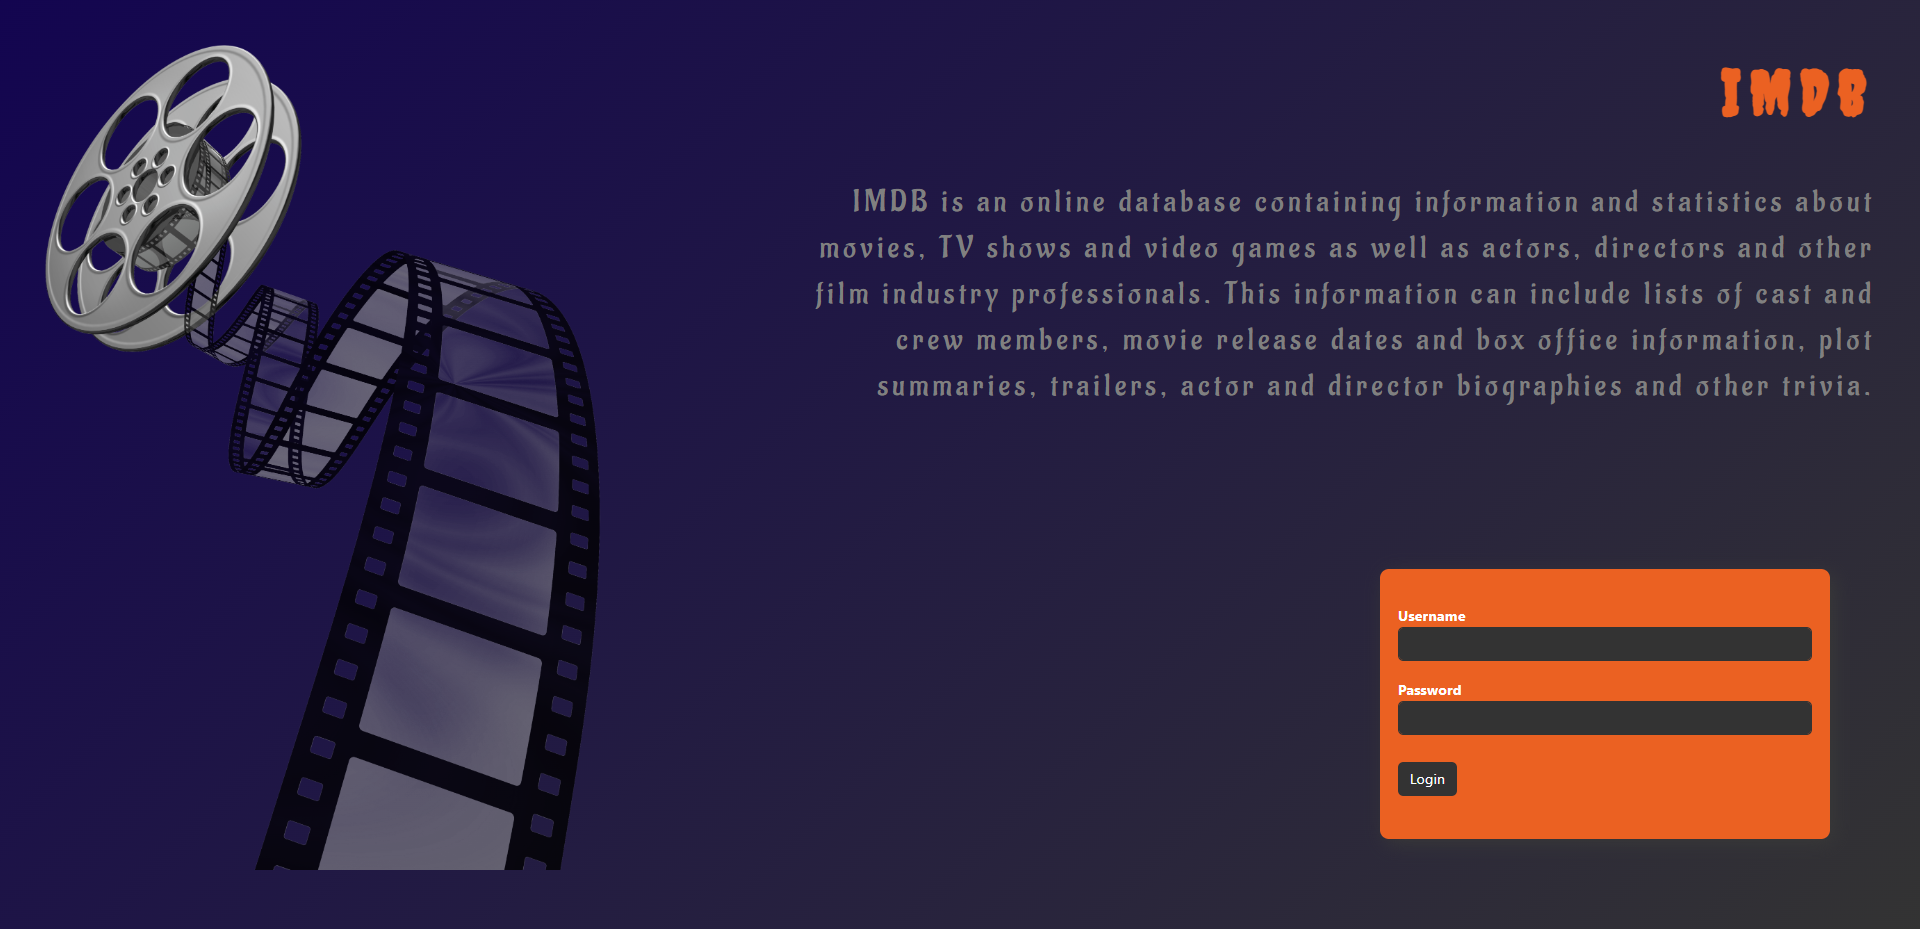 IMDB
IMDB is an online database containing information and statistics about
movies, TV shows and video games as well as actors, directors and other
film industry professionals. This information can include lists of cast and
crew members, movie release dates and box office information, plot
summaries, trailers, actor and director biographies and other trivia.
Username
Password
Login